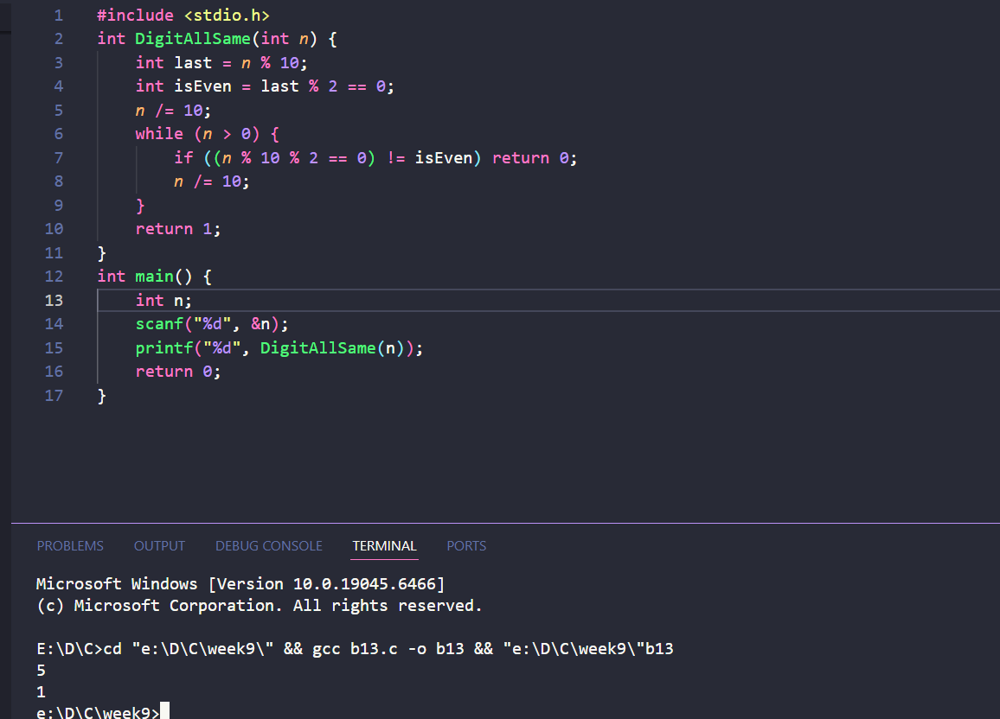 1 #include <stdio.h>
2 int DigitAllSame(int n) {
3     int last = n % 10;
4     int isEven = last % 2 == 0;
5     n /= 10;
6     while (n > 0) {
7         if ((n % 10 % 2 == 0) != isEven) return 0;
8         n /= 10;
9     }
10     return 1;
11 }
12 int main() {
13     int n;
14     scanf("%d", &n);
15     printf("%d", DigitAllSame(n));
16     return 0;
17 }
PROBLEMS OUTPUT DEBUG CONSOLE TERMINAL PORTS
Microsoft Windows [Version 10.0.19045.6466]
(c) Microsoft Corporation. All rights reserved.
E:\D\C>cd "e:\D\C\week9\" && gcc b13.c -o b13 && "e:\D\C\week9\"b13
5
1
e:\D\C\week9>